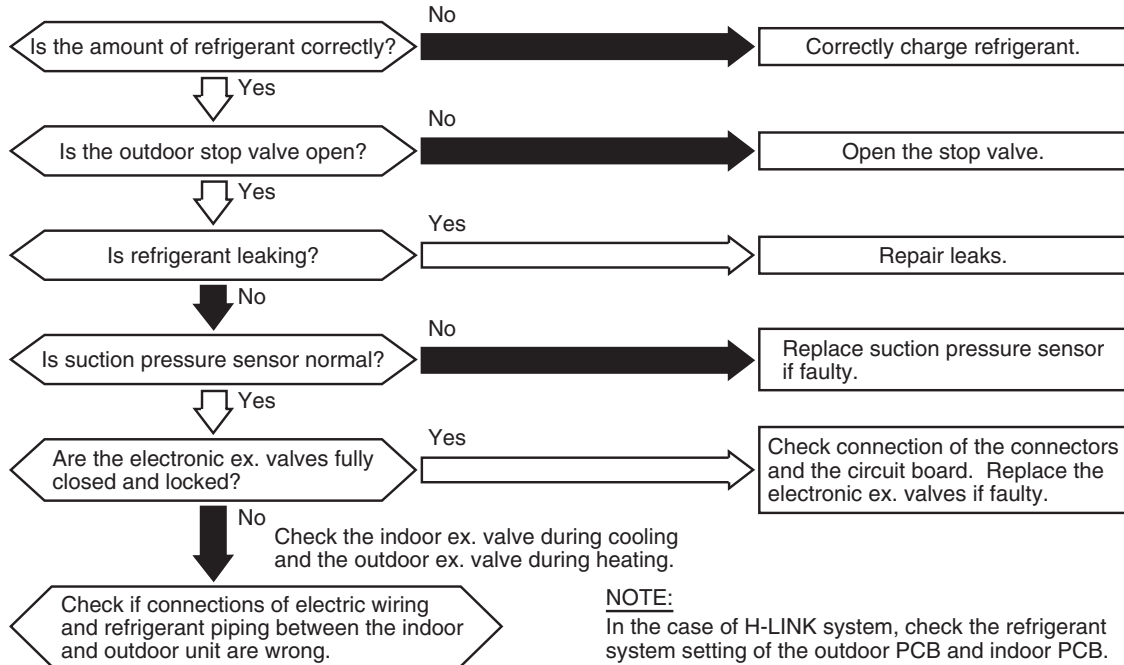 No
Is the amount of refrigerant correctly?
Correctly charge refrigerant.
Yes
No
Is the outdoor stop valve open?
Open the stop valve.
Yes
Yes
Is refrigerant leaking?
Repair leaks.
No
No
Is suction pressure sensor normal?
Replace suction pressure sensor
if faulty.
Yes
Yes
Are the electronic ex. valves fully
closed and locked?
Check connection of the connectors
and the circuit board. Replace the
electronic ex. valves if faulty.
No
Check the indoor ex. valve during cooling
and the outdoor ex. valve during heating.
Check if connections of electric wiring
and refrigerant piping between the indoor
and outdoor unit are wrong.
NOTE:
In the case of H-LINK system, check the refrigerant
system setting of the outdoor PCB and indoor PCB.